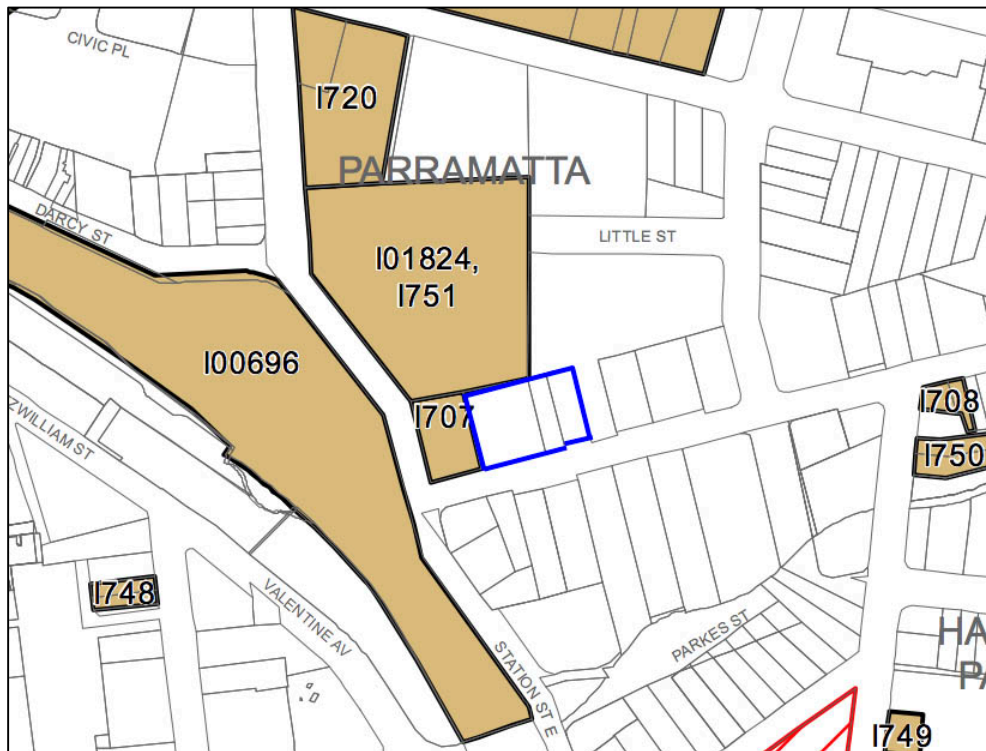 CIVIC PL
I720
PARRAMATTA
DARCY ST
LITTLE ST
I01824,
I751
I00696
I707
I708
I750
ZWILLIAM ST
I748
VALENTINE AV
STATION ST E
PARKES ST
HA
PA
I749